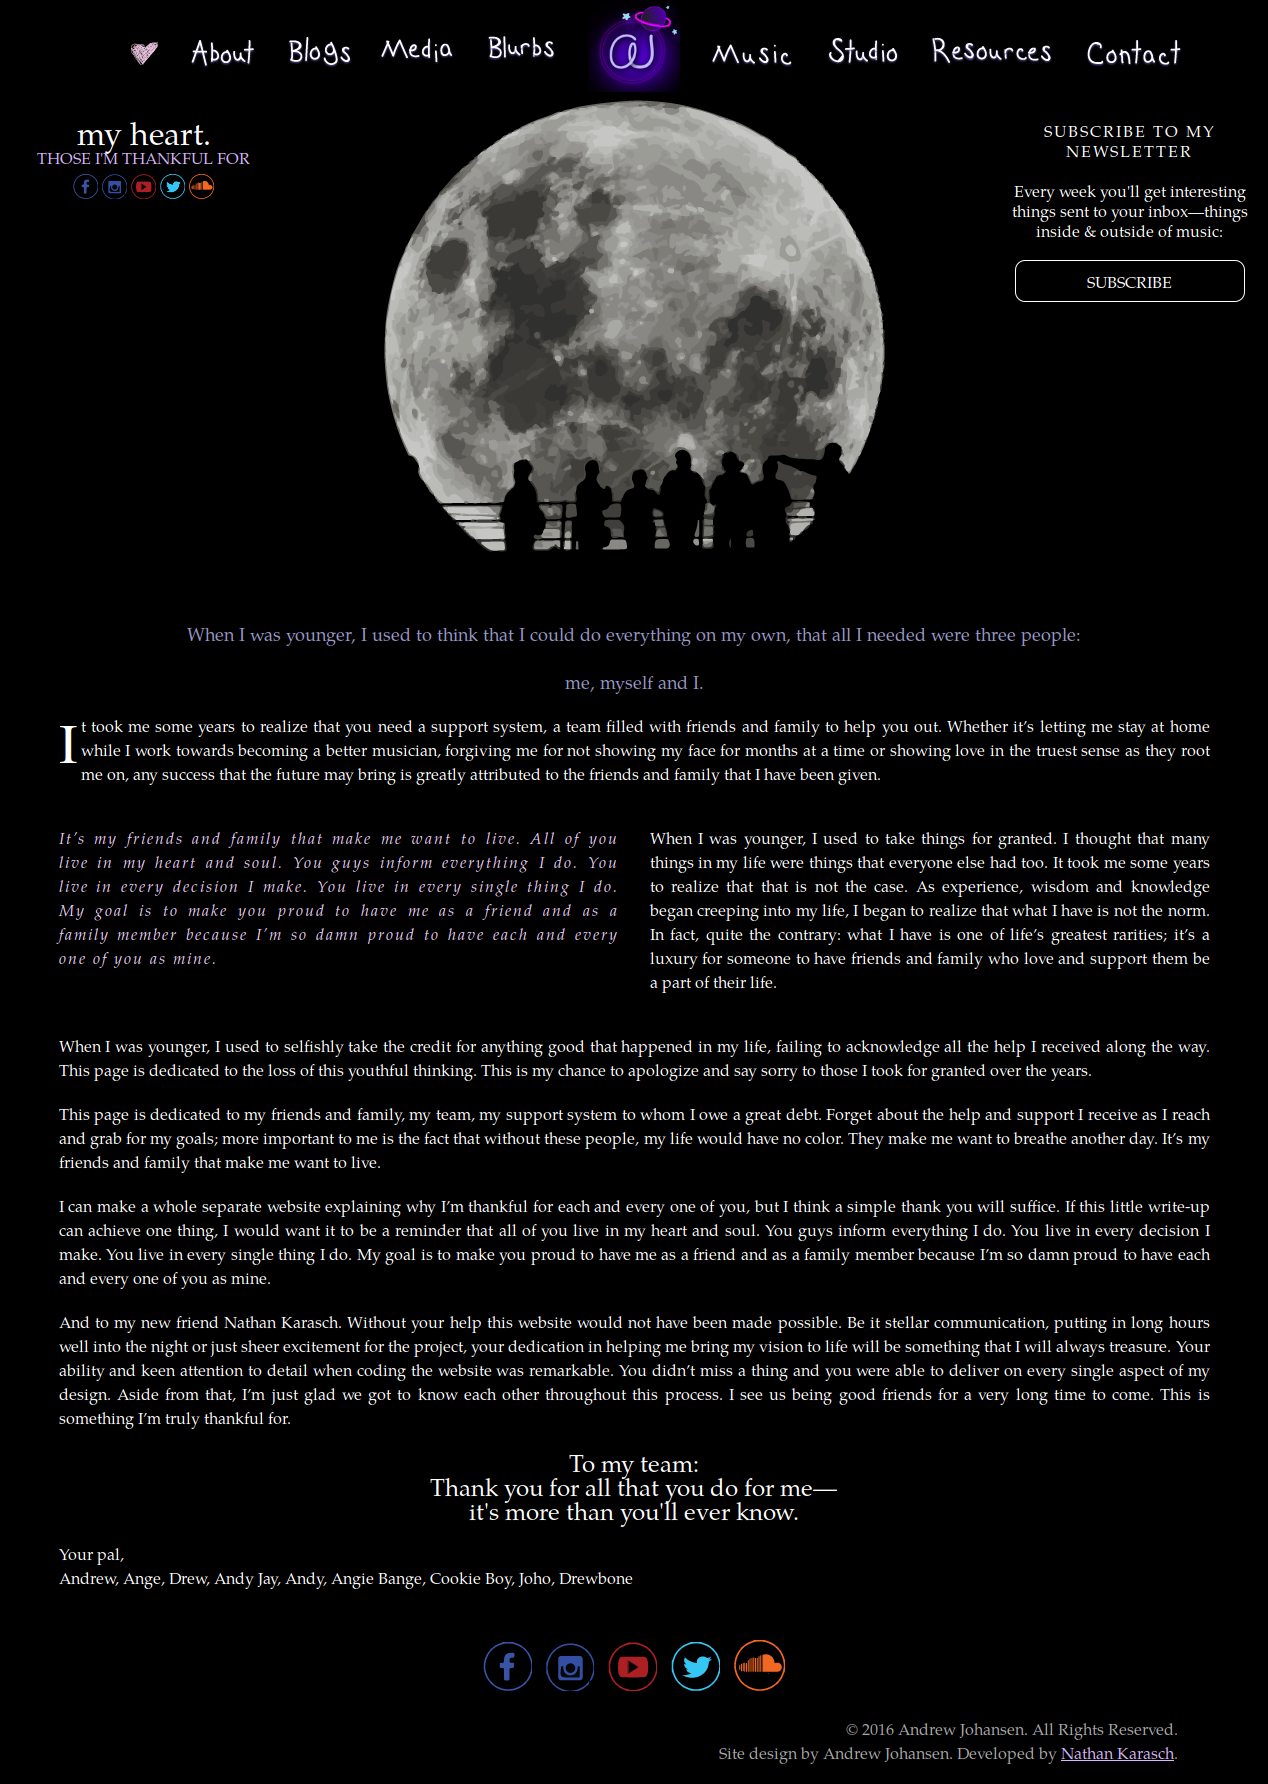 About Blogs Media Blurbs AJ Music Studio Resources Contact
my heart.
THOSE I'M THANKFUL FOR
SUBSCRIBE TO MY
NEWSLETTER
Every week you'll get interesting
things sent to your inbox—things
inside & outside of music:
SUBSCRIBE
When I was younger, I used to think that I could do everything on my own, that all I needed were three people:
me, myself and I.
It took me some years to realize that you need a support system, a team filled with friends and family to help you out. Whether it’s letting me stay at home
while I work towards becoming a better musician, forgiving me for not showing my face for months at a time or showing love in the truest sense as they root
me on, any success that the future may bring is greatly attributed to the friends and family that I have been given.
It’s my friends and family that make me want to live. All of you
live in my heart and soul. You guys inform everything I do. You
live in every decision I make. You live in every single thing I do.
My goal is to make you proud to have me as a friend and as a
family member because I’m so damn proud to have each and every
one of you as mine.
When I was younger, I used to take things for granted. I thought that many
things in my life were things that everyone else had too. It took me some years
to realize that that is not the case. As experience, wisdom and knowledge
began creeping into my life, I began to realize that what I have is not the norm.
In fact, quite the contrary: what I have is one of life’s greatest rarities; it’s a
luxury for someone to have friends and family who love and support them be
a part of their life.
When I was younger, I used to selfishly take the credit for anything good that happened in my life, failing to acknowledge all the help I received along the way.
This page is dedicated to the loss of this youthful thinking. This is my chance to apologize and say sorry to those I took for granted over the years.
This page is dedicated to my friends and family, my team, my support system to whom I owe a great debt. Forget about the help and support I receive as I reach
and grab for my goals; more important to me is the fact that without these people, my life would have no color. They make me want to breathe another day. It’s my
friends and family that make me want to live.
I can make a whole separate website explaining why I’m thankful for each and every one of you, but I think a simple thank you will suffice. If this little write-up
can achieve one thing, I would want it to be a reminder that all of you live in my heart and soul. You guys inform everything I do. You live in every decision I
make. You live in every single thing I do. My goal is to make you proud to have me as a friend and as a family member because I’m so damn proud to have each
and every one of you as mine.
And to my new friend Nathan Karasch. Without your help this website would not have been made possible. Be it stellar communication, putting in long hours
well into the night or just sheer excitement for the project, your dedication in helping me bring my vision to life will be something that I will always treasure. Your
ability and keen attention to detail when coding the website was remarkable. You didn’t miss a thing and you were able to deliver on every single aspect of my
design. Aside from that, I’m just glad we got to know each other throughout this process. I see us being good friends for a very long time to come. This is
something I’m truly thankful for.
To my team:
Thank you for all that you do for me—
it's more than you'll ever know.
Your pal,
Andrew, Ange, Drew, Andy Jay, Andy, Angie Bange, Cookie Boy, Joho, Drewbone
© 2016 Andrew Johansen. All Rights Reserved.
Site design by Andrew Johansen. Developed by Nathan Karasch.